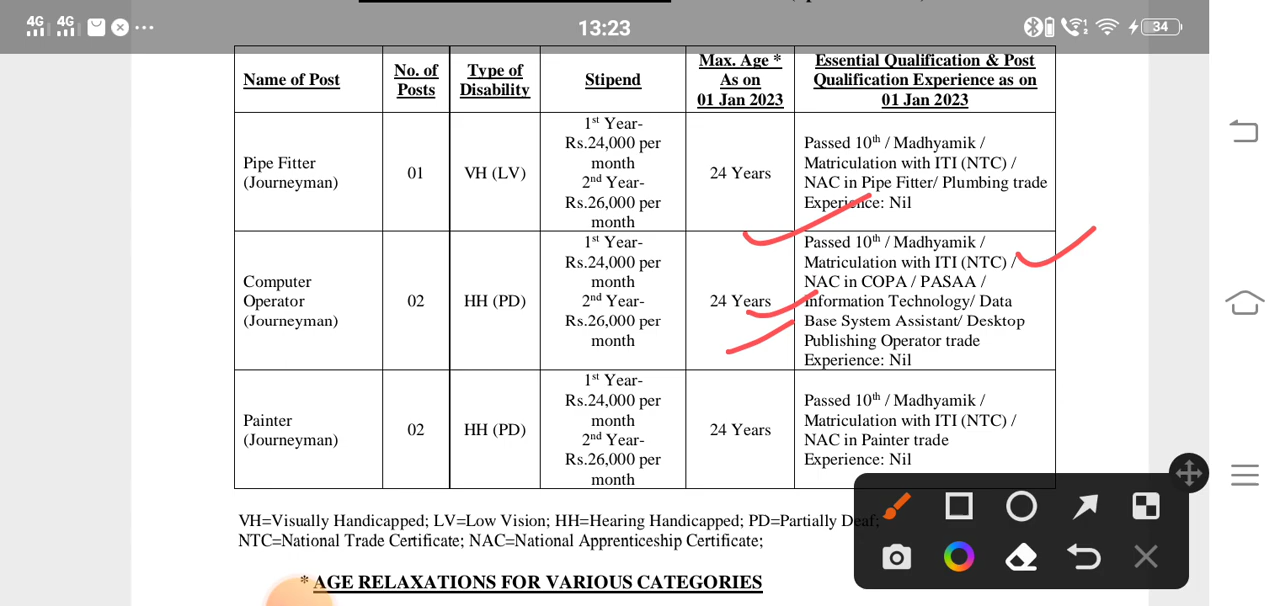 4G 4G 13:23 34
Name of Post
No. of
Posts
Type of
Disability
Stipend
Max. Age *
As on
01 Jan 2023
Essential Qualification & Post
Qualification Experience as on
01 Jan 2023
Pipe Fitter
(Journeyman)
01
VH (LV)
1st Year-
Rs.24,000 per
month
2nd Year-
Rs.26,000 per
month
24 Years
Passed 10th / Madhyamik /
Matriculation with ITI (NTC) /
NAC in Pipe Fitter/ Plumbing trade
Experience: Nil
Computer
Operator
(Journeyman)
02
HH (PD)
1st Year-
Rs.24,000 per
month
2nd Year-
Rs.26,000 per
month
24 Years
Passed 10th / Madhyamik /
Matriculation with ITI (NTC) /
NAC in COPA / PASAA /
Information Technology/ Data
Base System Assistant/ Desktop
Publishing Operator trade
Experience: Nil
Painter
(Journeyman)
02
HH (PD)
1st Year-
Rs.24,000 per
month
2nd Year-
Rs.26,000 per
month
24 Years
Passed 10th / Madhyamik /
Matriculation with ITI (NTC) /
NAC in Painter trade
Experience: Nil
VH=Visually Handicapped; LV=Low Vision; HH=Hearing Handicapped; PD=Partially Deaf;
NTC=National Trade Certificate; NAC=National Apprenticeship Certificate;
* AGE RELAXATIONS FOR VARIOUS CATEGORIES